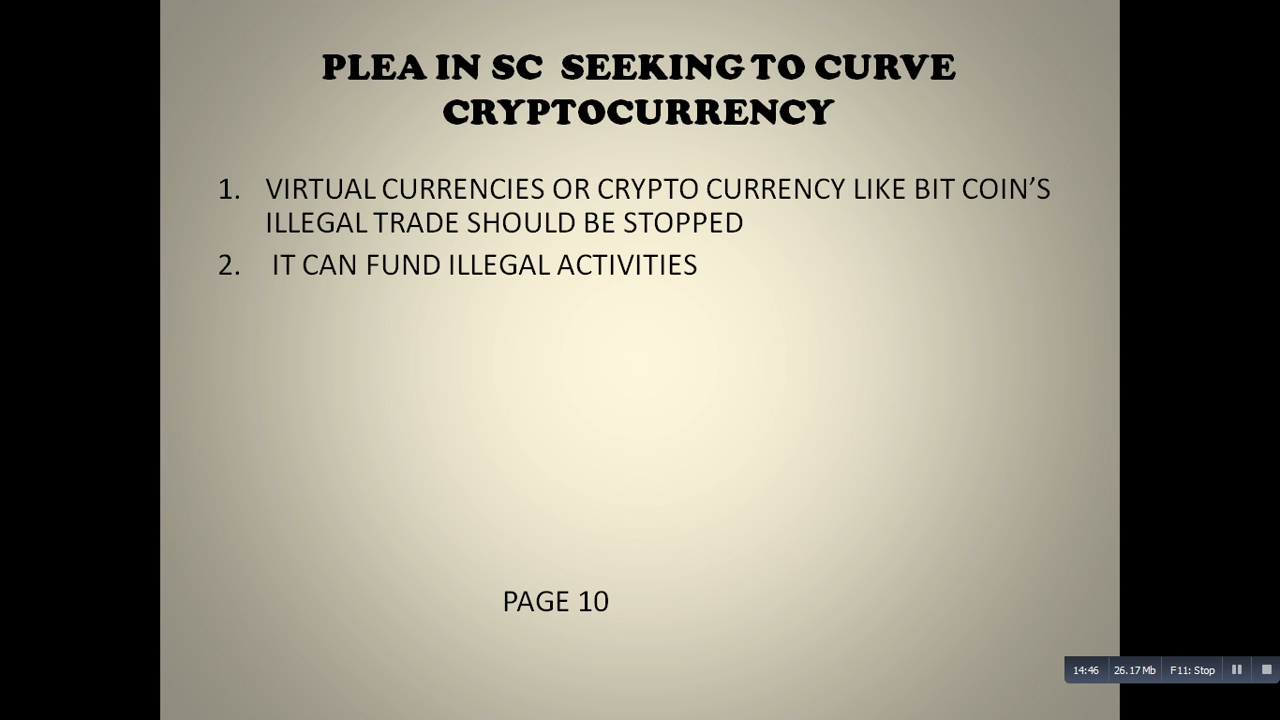 PLEA IN SC SEEKING TO CURVE
CRYPTOCURRENCY
1. VIRTUAL CURRENCIES OR CRYPTO CURRENCY LIKE BIT COIN'S
ILLEGAL TRADE SHOULD BE STOPPED
2. IT CAN FUND ILLEGAL ACTIVITIES
PAGE 10
14:46 26.17 Mb F11: Stop